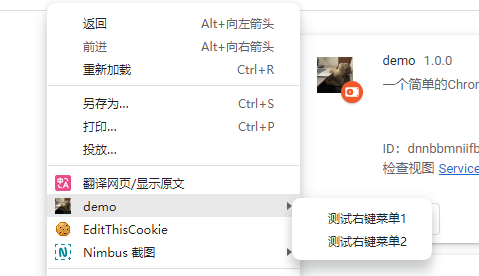 返回 Alt+向左箭头
前进 Alt+向右箭头
重新加载 Ctrl+R
另存为... Ctrl+S
打印... Ctrl+P
投放...
翻译网页/显示原文
demo
EditThisCookie
Nimbus 截图
测试右键菜单1
测试右键菜单2
demo 1.0.0
一个简单的Chron
ID：dnnbbmniifb
检查视图 Service